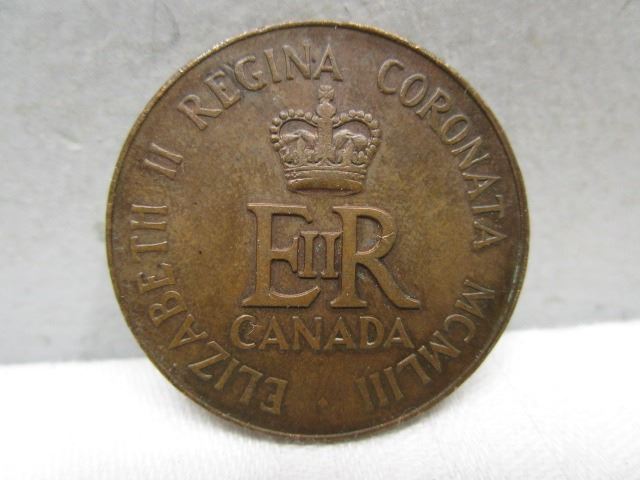 ELIZABETH II REGINA CORONATA MCMLIII
EIIR
CANADA